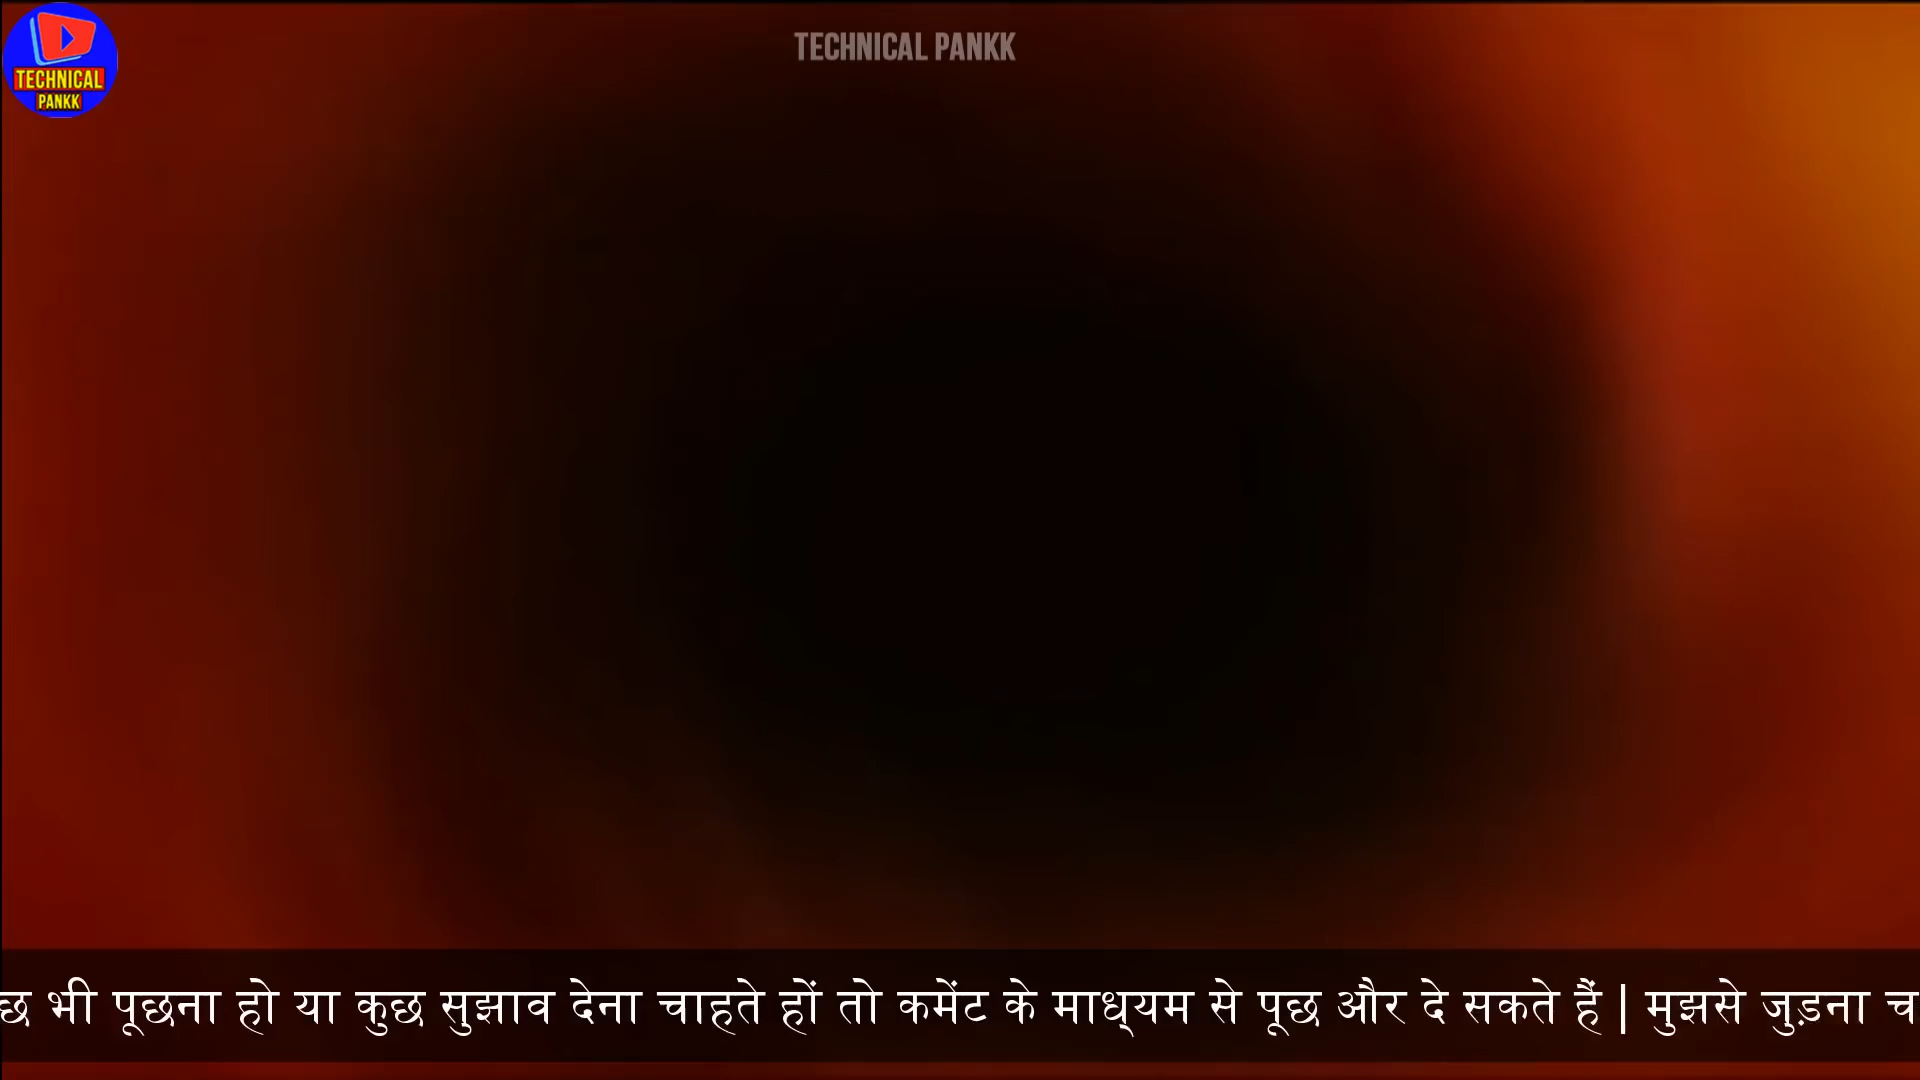 TECHNICAL PANKK
TECHNICAL
PANKK
भी पूछना हो या कुछ सुझाव देना चाहते हों तो कमेंट के माध्यम से पूछ और दे सकते हैं | मुझसे जुड़ना